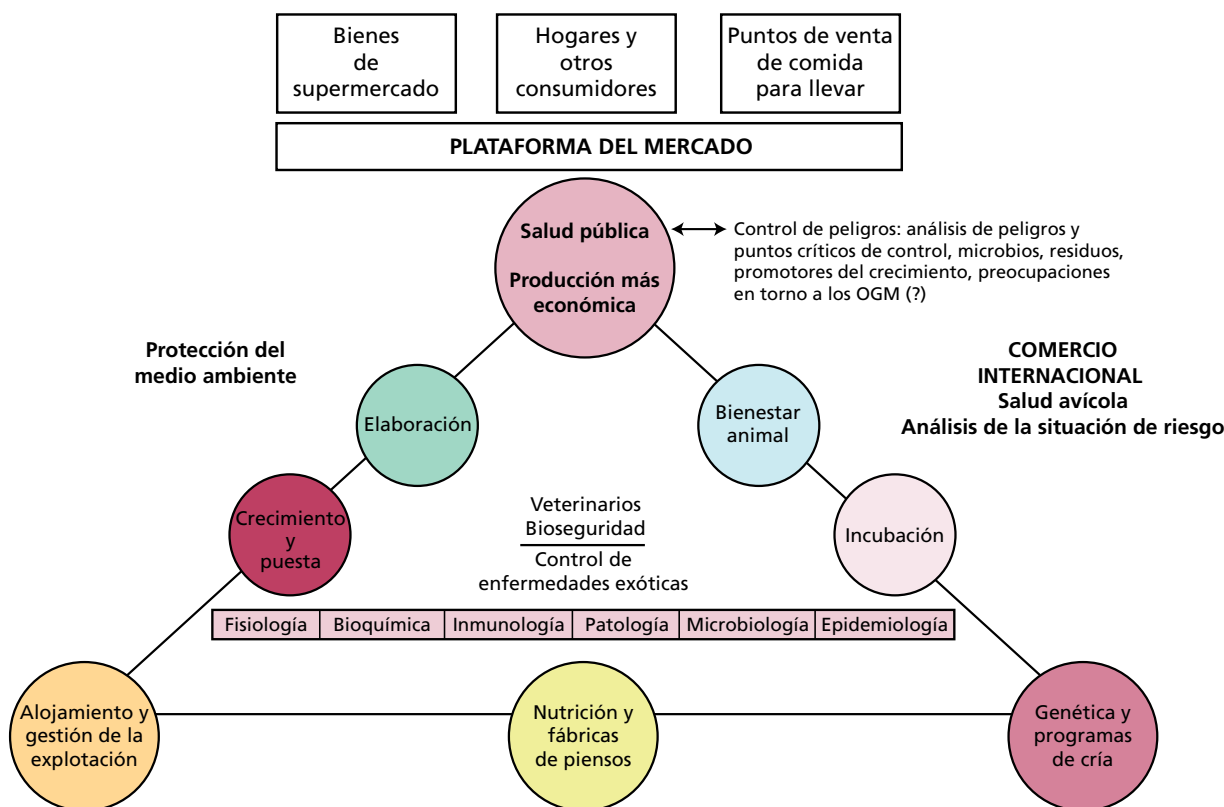 Bienes
de
supermercado
Hogares y
otros
consumidores
Puntos de venta
de comida
para llevar
PLATAFORMA DEL MERCADO
Salud pública
Producción más
económica
Control de peligros: análisis de peligros y
puntos críticos de control, microbios, residuos,
promotores del crecimiento, preocupaciones
en torno a los OGM (?)
Protección del
medio ambiente
COMERCIO
INTERNACIONAL
Salud avícola
Análisis de la situación de riesgo
Elaboración
Bienestar
animal
Crecimiento
y
puesta
Veterinarios
Bioseguridad
Control de
enfermedades exóticas
Incubación
Fisiología
Bioquímica
Inmunología
Patología
Microbiología
Epidemiología
Alojamiento y
gestión de la
explotación
Nutrición y
fábricas
de piensos
Genética y
programas
de cría